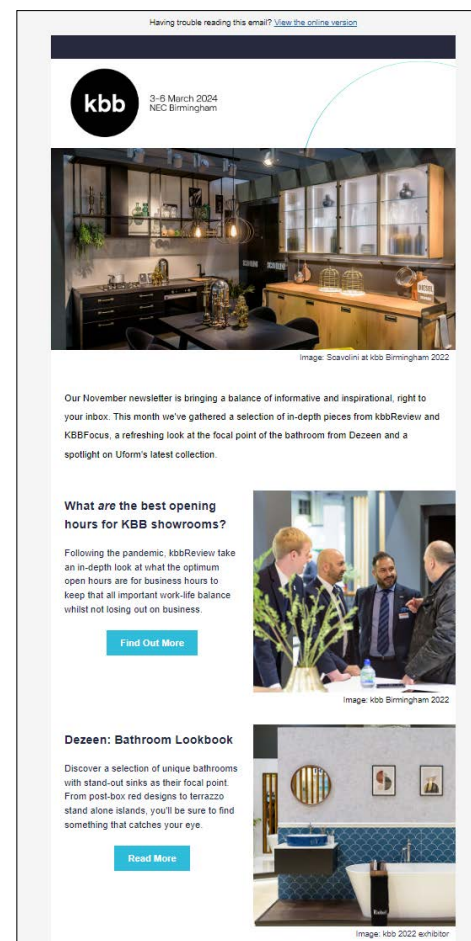 Having trouble reading this email? View the online version
kbb
3-6 March 2024
NEC Birmingham
DIESEL
Image: Scavolini at kbb Birmingham 2022
Our November newsletter is bringing a balance of informative and inspirational, right to
your inbox. This month we've gathered a selection of in-depth pieces from kbbReview and
KBBFocus, a refreshing look at the focal point of the bathroom from Dezeen and a
spotlight on Uform's latest collection.
What are the best opening
hours for KBB showrooms?
Following the pandemic, kbbReview take
an in-depth look at what the optimum
open hours are for business hours to
keep that all important work-life balance
whilst not losing out on business.
Find Out More
Image: kbb Birmingham 2022
Dezeen: Bathroom Lookbook
Discover a selection of unique bathrooms
with stand-out sinks as their focal point.
From post-box red designs to terrazzo
stand alone islands, you'll be sure to find
something that catches your eye.
Read More
Image: kbb 2022 exhibitor